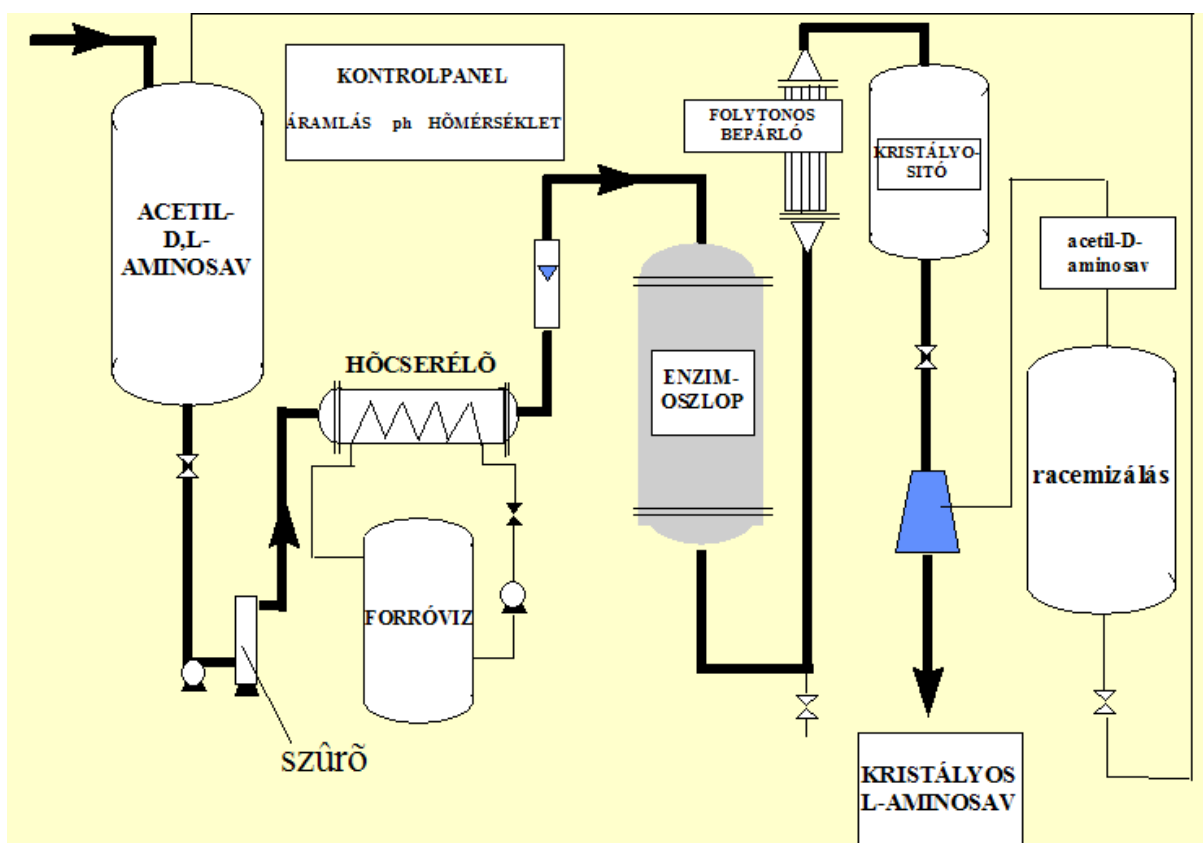 KONTROLPANEL
ÁRAMLÁS ph HÕMÉRSÉKLET
ACETIL-
D,L-
AMINOSAV
FOLYTONOS
BEPÁRLÓ
KRISTÁLYO-
SITÓ
acetil-D-
aminosav
HÕCSERÉLÕ
ENZIM-
OSZLOP
racemizálás
FORRÓVIZ
szûrõ
KRISTÁLYOS
L-AMINOSAV